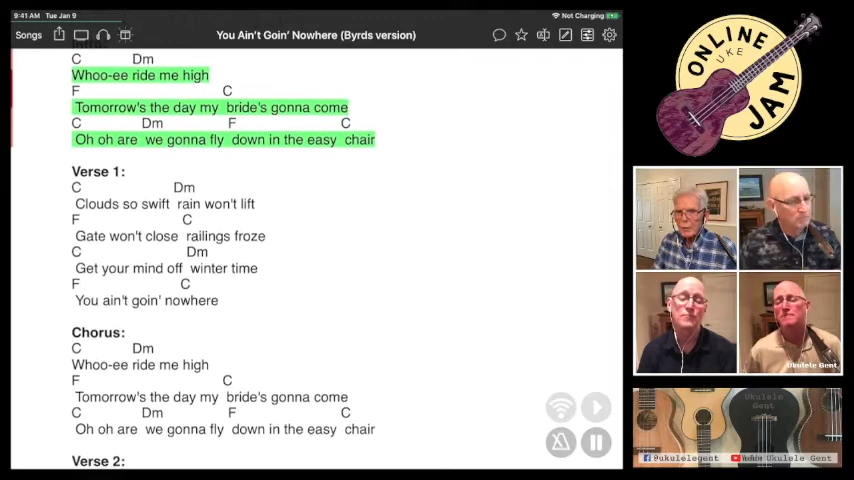 9:41 AM Tue Jan 9
Not Charging
Songs
You Ain't Goin' Nowhere (Byrds version)
C Dm
Whoo-ee ride me high
F C
Tomorrow's the day my bride's gonna come
C Dm F C
Oh oh are we gonna fly down in the easy chair
Verse 1:
C Dm
Clouds so swift rain won't lift
F C
Gate won't close railings froze
C Dm
Get your mind off winter time
F C
You ain't goin' nowhere
Chorus:
C Dm
Whoo-ee ride me high
F C
Tomorrow's the day my bride's gonna come
C Dm F C
Oh oh are we gonna fly down in the easy chair
Verse 2:
ONLINE
UKE
JAM
Ukulele Gent
Ukulele
Gent
@ukulelegent
Ukulele Gent